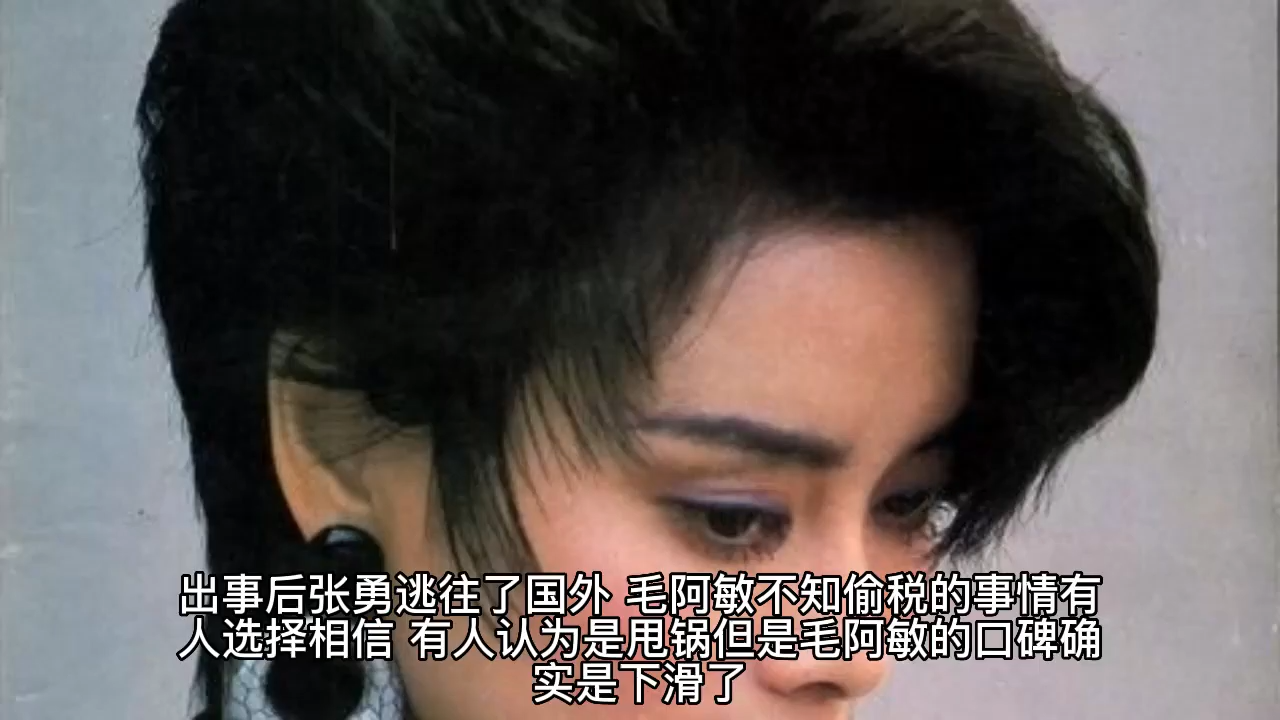 出事后张勇逃往了国外 毛阿敏不知偷税的事情有
人选择相信 有人认为是甩锅但是毛阿敏的口碑确
实是下滑了